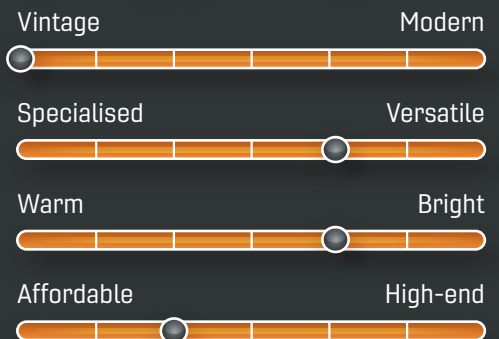 Vintage Modern
Specialised Versatile
Warm Bright
Affordable High-end